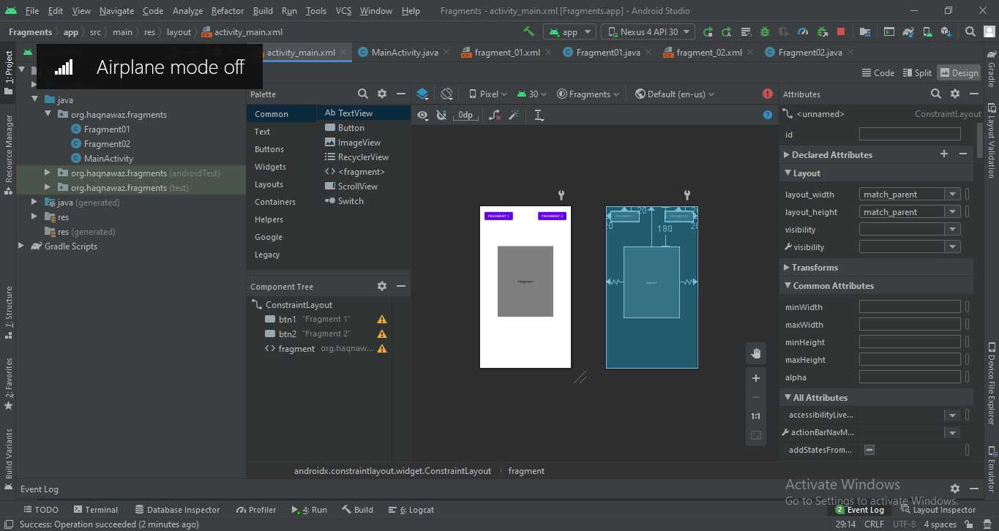 File Edit View Navigate Code Analyze Refactor Build Run Tools VCS Window Help Fragments - activity_main.xml [Fragments.app] - Android Studio
Fragments app src main res layout activity_main.xml app Nexus 4 API 30
Airplane mode off
activity_main.xml MainActivity.java fragment_01.xml Fragment01.java fragment_02.xml Fragment02.java
Code Split Design
1: Project
Resource Manager
7: Structure
2: Favorites
Build Variants
java
org.haqnawaz.fragments
Fragment01
Fragment02
MainActivity
org.haqnawaz.fragments (androidTest)
org.haqnawaz.fragments (test)
java (generated)
res
res (generated)
Gradle Scripts
Palette
Common
Text
Buttons
Widgets
Layouts
Containers
Helpers
Google
Legacy
Ab TextView
Button
ImageView
RecyclerView
<fragment>
ScrollView
Switch
Component Tree
ConstraintLayout
btn1 "Fragment 1"
btn2 "Fragment 2"
fragment org.haqnaw...
Pixel 30 Fragments Default (en-us)
0dp
FRAGMENT 1 FRAGMENT 2
<fragment>
FRAGMENT 1 FRAGMENT 2
180
fragment
1:1
androidx.constraintlayout.widget.ConstraintLayout fragment
Attributes
<unnamed> ConstraintLayout
id
Declared Attributes
Layout
layout_width match_parent
layout_height match_parent
visibility
visibility
Transforms
Common Attributes
minWidth
maxWidth
minHeight
maxHeight
alpha
All Attributes
accessibilityLive...
actionBarNavM...
addStatesFrom...
Gradle
Layout Validation
Device File Explorer
Emulator
Event Log
Activate Windows
Go to Settings to activate Windows.
TODO Terminal Database Inspector Profiler 4: Run Build 6: Logcat 2 Event Log Layout Inspector
Success: Operation succeeded (2 minutes ago) 29:14 CRLF UTF-8 4 spaces